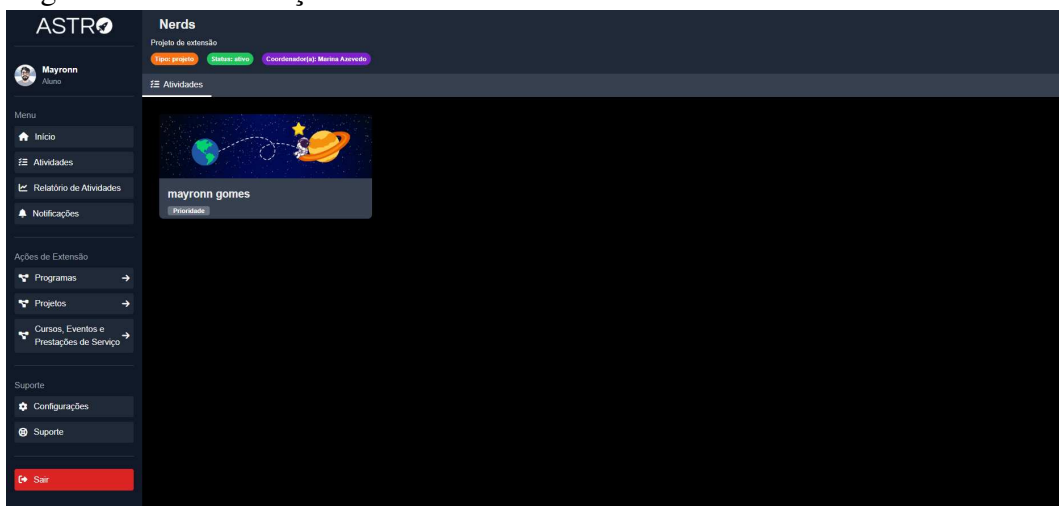 ASTRO
Mayronn
Aluno
Menu
Início
Atividades
Relatório de Atividades
Notificações
Ações de Extensão
Programas
Projetos
Cursos, Eventos e
Prestações de Serviço
Suporte
Configurações
Suporte
Sair
Nerds
Projeto de extensão
Tipo: projeto Status: ativo Coordenador(a): Marina Azevedo
Atividades
mayronn gomes
Prioridade